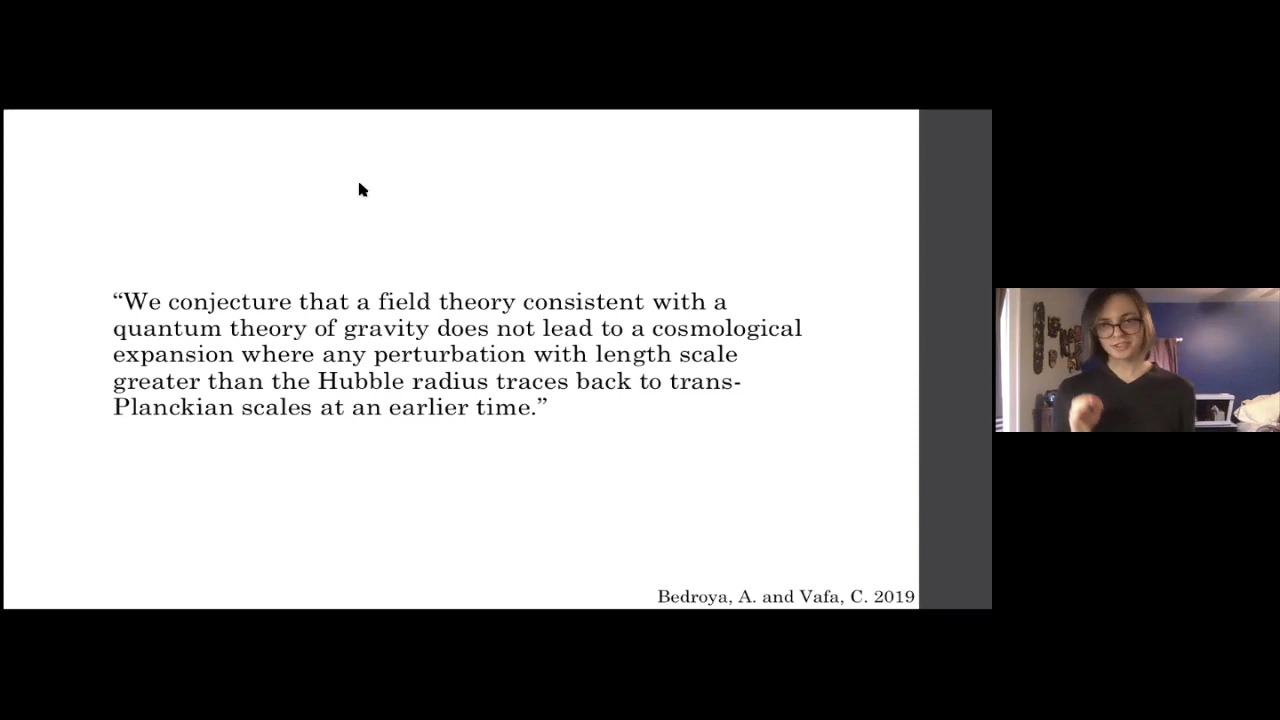 “We conjecture that a field theory consistent with a
quantum theory of gravity does not lead to a cosmological
expansion where any perturbation with length scale
greater than the Hubble radius traces back to trans-
Planckian scales at an earlier time.”
Bedroya, A. and Vafa, C. 2019